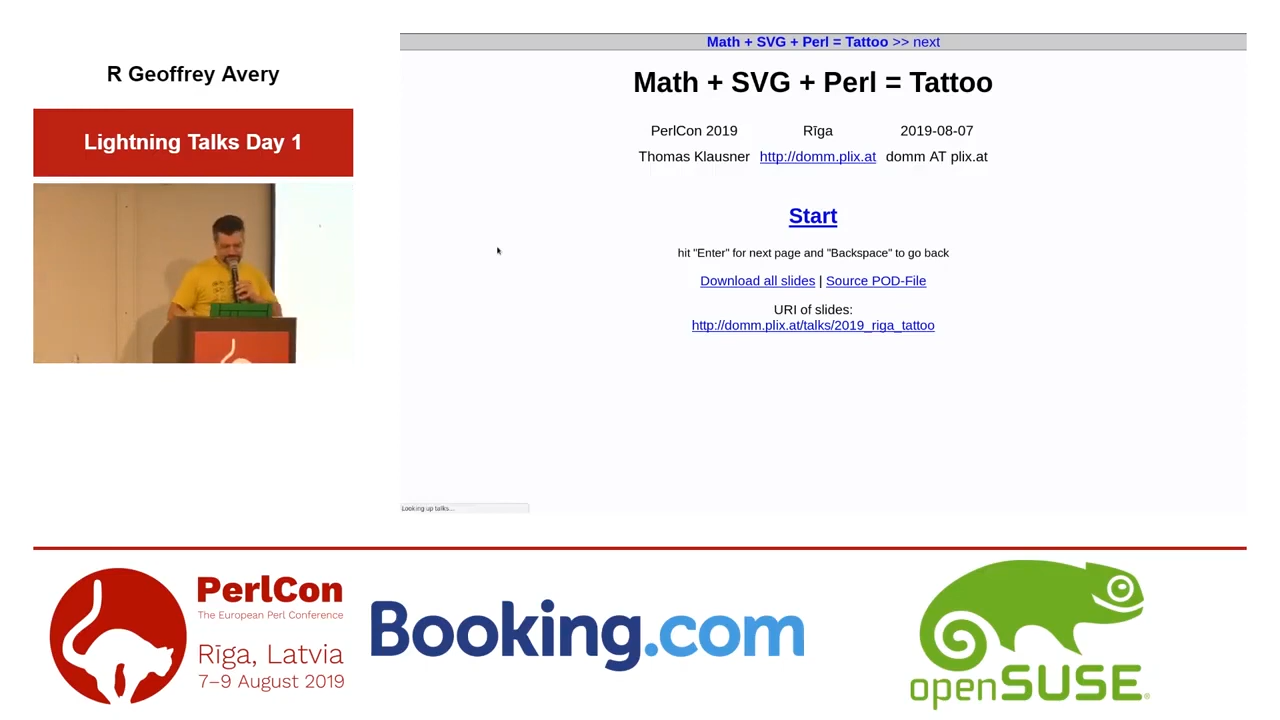 R Geoffrey Avery
Lightning Talks Day 1
Math + SVG + Perl = Tattoo >> next
Math + SVG + Perl = Tattoo
PerlCon 2019 Rīga 2019-08-07
Thomas Klausner http://domm.plix.at domm AT plix.at
Start
hit "Enter" for next page and "Backspace" to go back
Download all slides | Source POD-File
URI of slides:
http://domm.plix.at/talks/2019_riga_tattoo
Looking up talks...
PerlCon
The European Perl Conference
Rīga, Latvia
7–9 August 2019
Booking.com
openSUSE